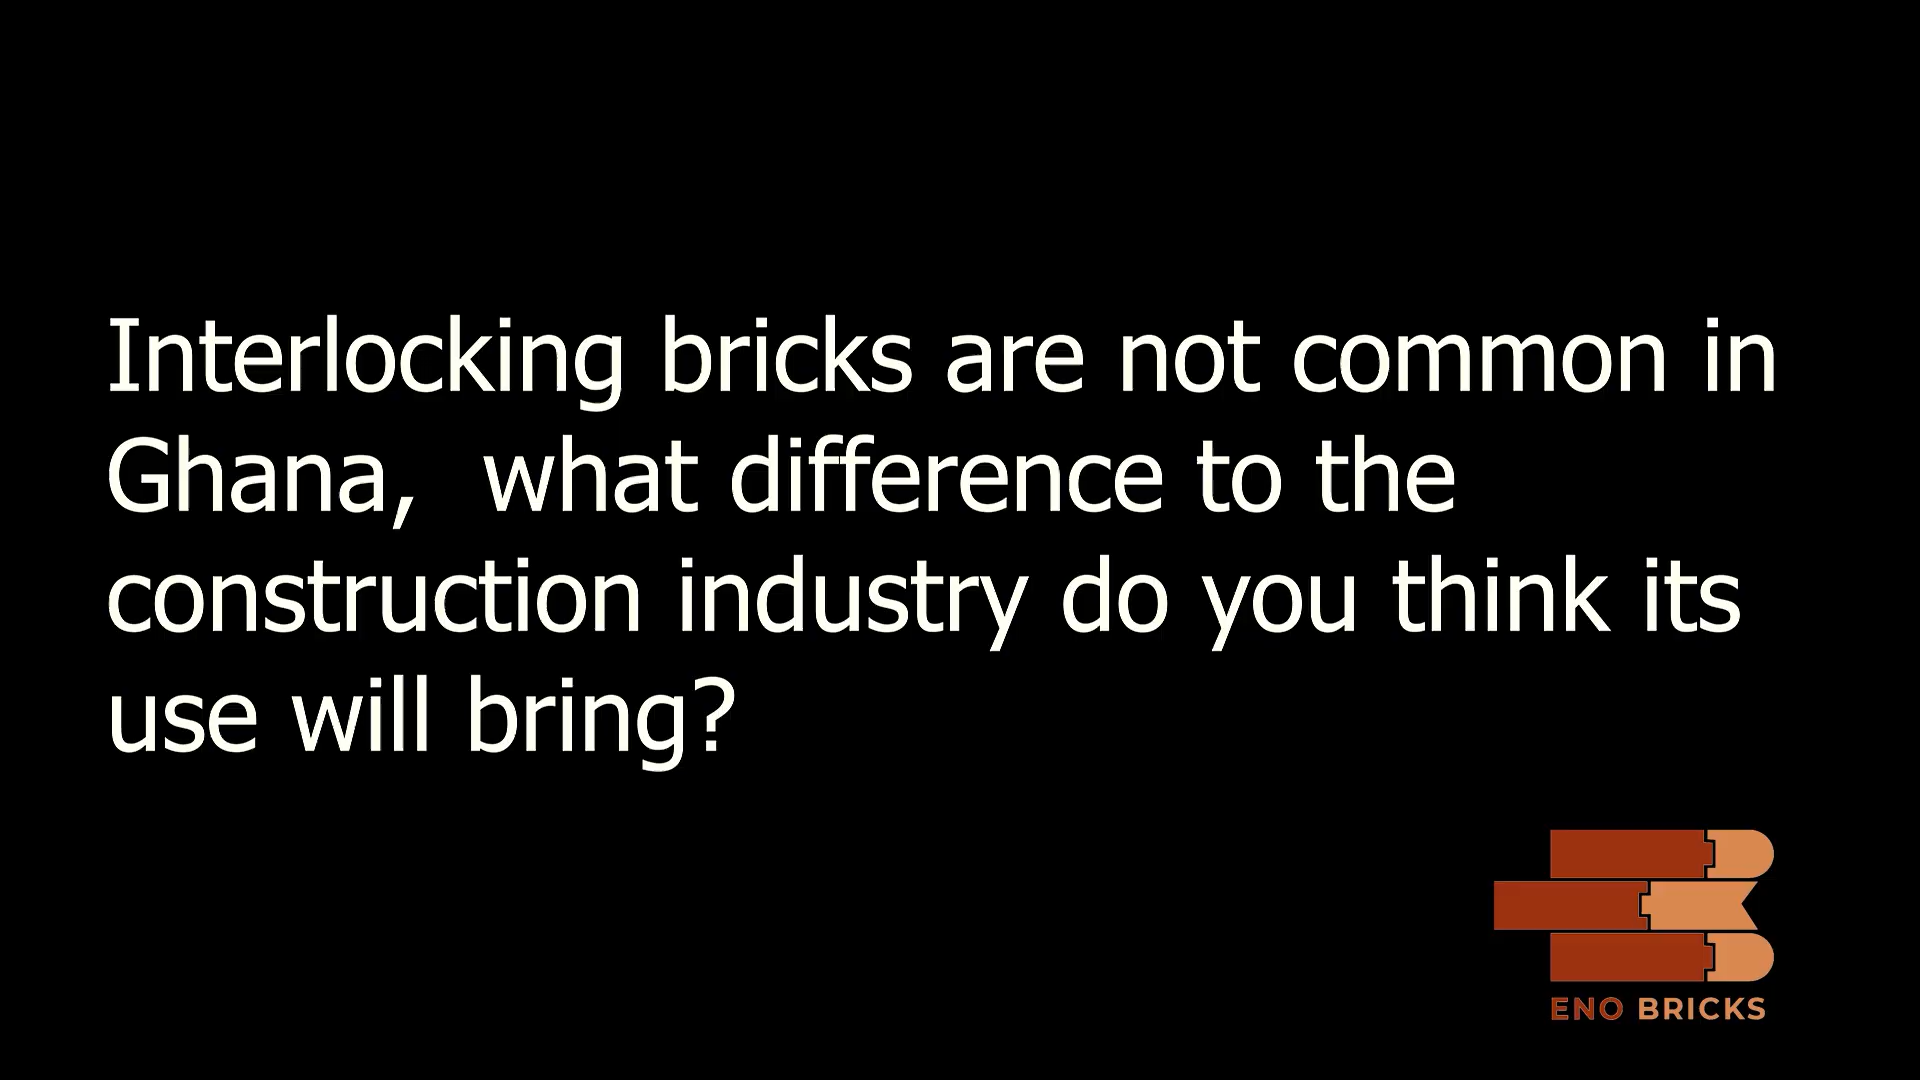 Interlocking bricks are not common in
Ghana,  what difference to the
construction industry do you think its
use will bring?
ENO BRICKS